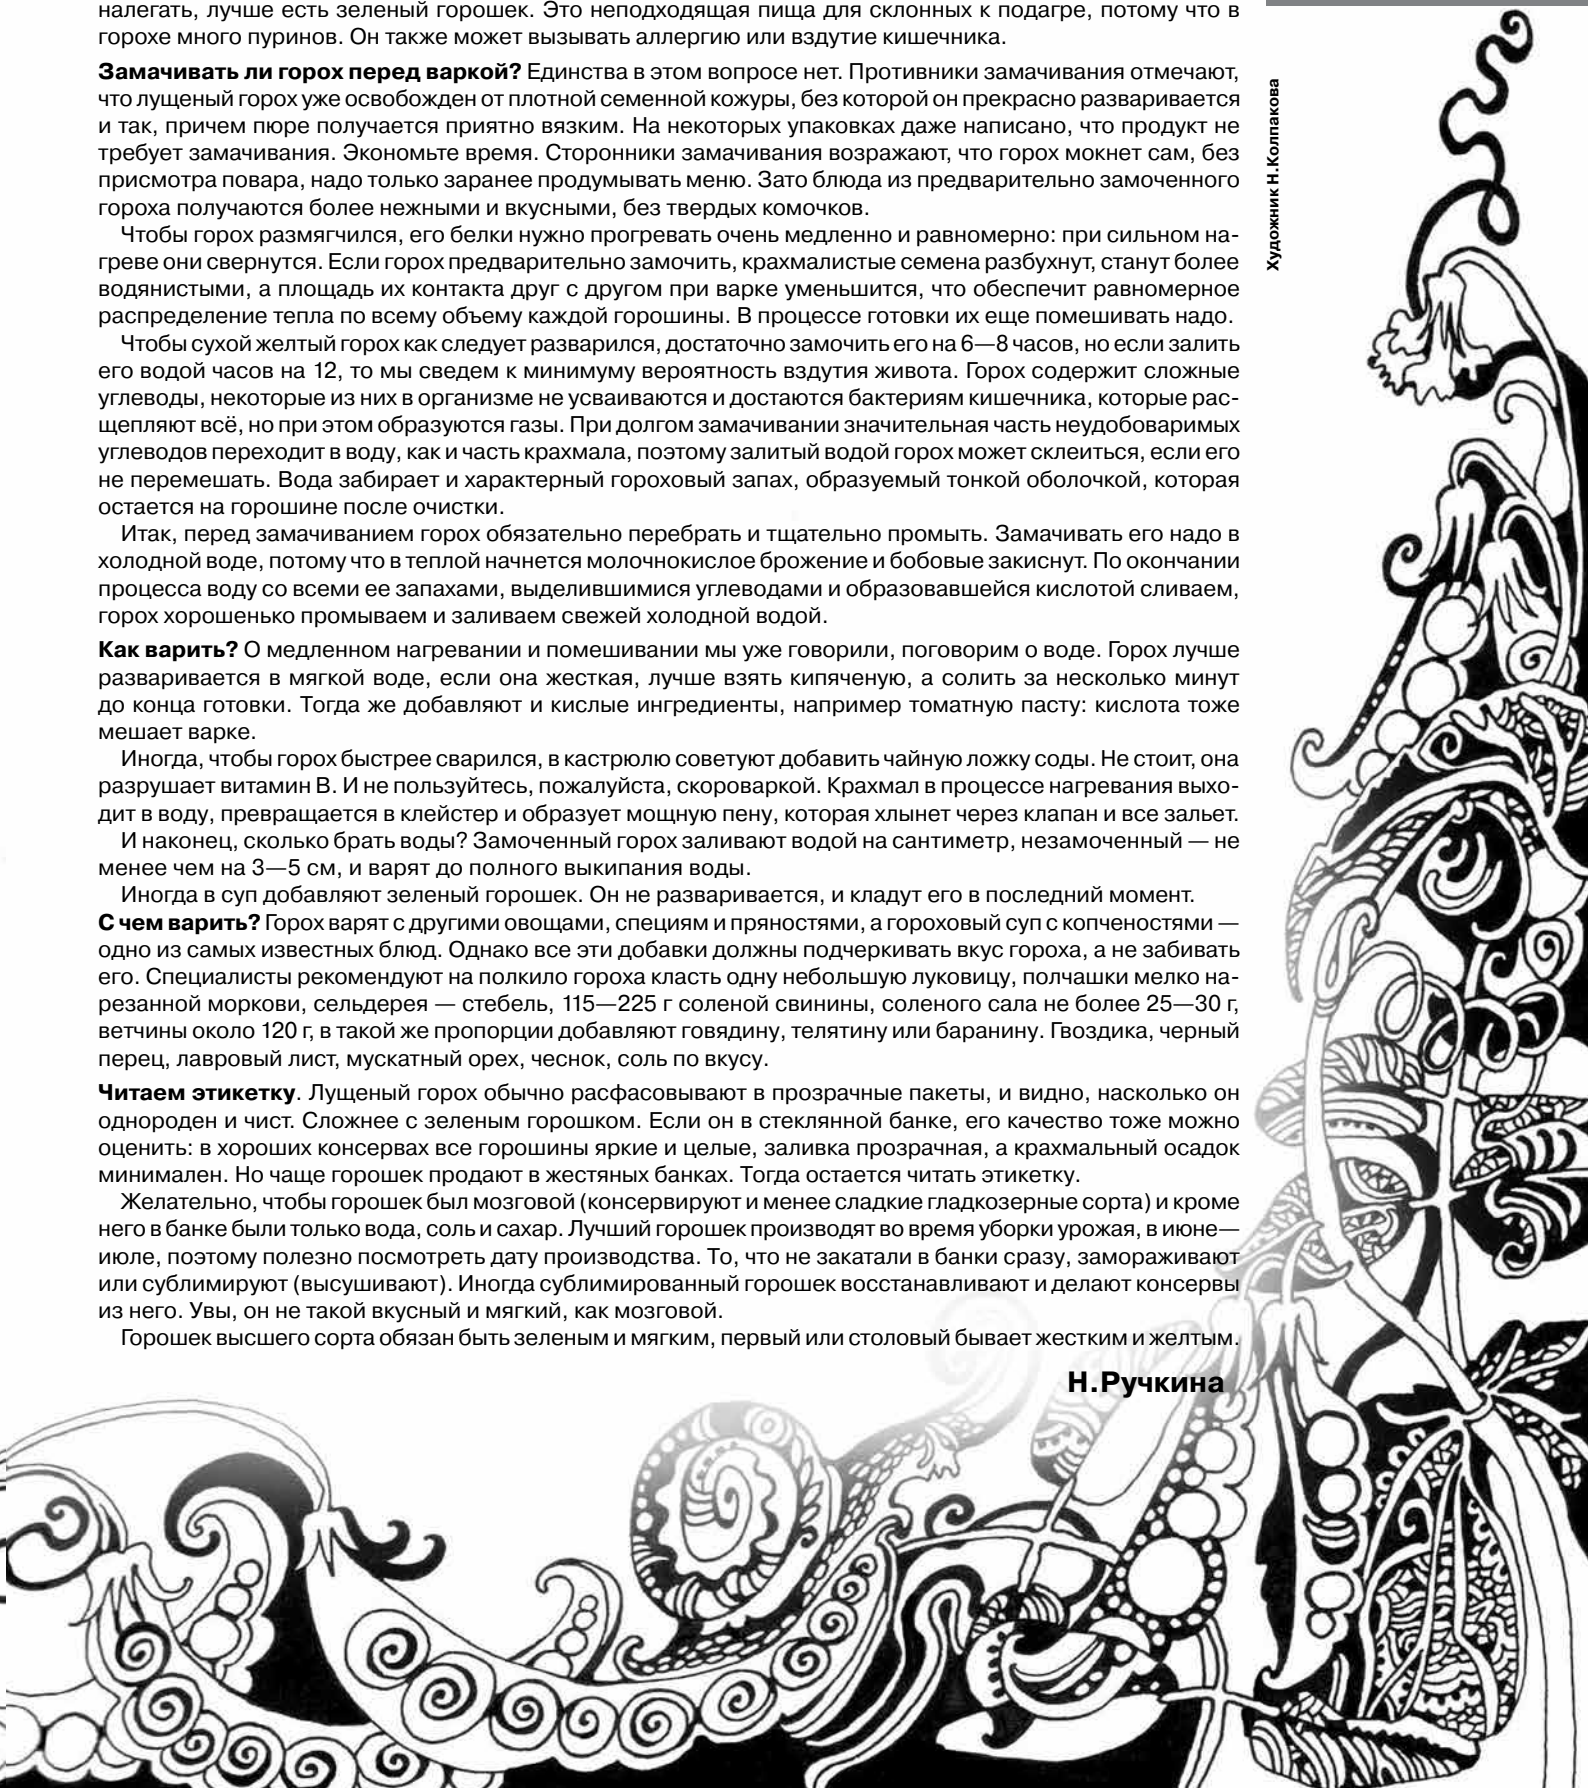 налегать, лучше есть зеленый горошек. Это неподходящая пища для склонных к подагре, потому что в
горохе много пуринов. Он также может вызывать аллергию или вздутие кишечника.
Замачивать ли горох перед варкой? Единства в этом вопросе нет. Противники замачивания отмечают,
что лущеный горох уже освобожден от плотной семенной кожуры, без которой он прекрасно разваривается
и так, причем пюре получается приятно вязким. На некоторых упаковках даже написано, что продукт не
требует замачивания. Экономьте время. Сторонники замачивания возражают, что горох мокнет сам, без
присмотра повара, надо только заранее продумывать меню. Зато блюда из предварительно замоченного
гороха получаются более нежными и вкусными, без твердых комочков.
Чтобы горох размягчился, его белки нужно прогревать очень медленно и равномерно: при сильном на-
греве они свернутся. Если горох предварительно замочить, крахмалистые семена разбухнут, станут более
водянистыми, а площадь их контакта друг с другом при варке уменьшится, что обеспечит равномерное
распределение тепла по всему объему каждой горошины. В процессе готовки их еще помешивать надо.
Чтобы сухой желтый горох как следует разварился, достаточно замочить его на 6—8 часов, но если залить
его водой часов на 12, то мы сведем к минимуму вероятность вздутия живота. Горох содержит сложные
углеводы, некоторые из них в организме не усваиваются и достаются бактериям кишечника, которые рас-
щепляют всё, но при этом образуются газы. При долгом замачивании значительная часть неудобоваримых
углеводов переходит в воду, как и часть крахмала, поэтому залитый водой горох может склеиться, если его
не перемешать. Вода забирает и характерный гороховый запах, образуемый тонкой оболочкой, которая
остается на горошине после очистки.
Итак, перед замачиванием горох обязательно перебрать и тщательно промыть. Замачивать его надо в
холодной воде, потому что в теплой начнется молочнокислое брожение и бобовые закиснут. По окончании
процесса воду со всеми ее запахами, выделившимися углеводами и образовавшейся кислотой сливаем,
горох хорошенько промываем и заливаем свежей холодной водой.
Как варить? О медленном нагревании и помешивании мы уже говорили, поговорим о воде. Горох лучше
разваривается в мягкой воде, если она жесткая, лучше взять кипяченую, а солить за несколько минут
до конца готовки. Тогда же добавляют и кислые ингредиенты, например томатную пасту: кислота тоже
мешает варке.
Иногда, чтобы горох быстрее сварился, в кастрюлю советуют добавить чайную ложку соды. Не стоит, она
разрушает витамин В. И не пользуйтесь, пожалуйста, скороваркой. Крахмал в процессе нагревания выхо-
дит в воду, превращается в клейстер и образует мощную пену, которая хлынет через клапан и все зальет.
И наконец, сколько брать воды? Замоченный горох заливают водой на сантиметр, незамоченный — не
менее чем на 3—5 см, и варят до полного выкипания воды.
Иногда в суп добавляют зеленый горошек. Он не разваривается, и кладут его в последний момент.
С чем варить? Горох варят с другими овощами, специям и пряностями, а гороховый суп с копченостями —
одно из самых известных блюд. Однако все эти добавки должны подчеркивать вкус гороха, а не забивать
его. Специалисты рекомендуют на полкило гороха класть одну небольшую луковицу, полчашки мелко на-
резанной моркови, сельдерея — стебель, 115—225 г соленой свинины, соленого сала не более 25—30 г,
ветчины около 120 г, в такой же пропорции добавляют говядину, телятину или баранину. Гвоздика, черный
перец, лавровый лист, мускатный орех, чеснок, соль по вкусу.
Читаем этикетку. Лущеный горох обычно расфасовывают в прозрачные пакеты, и видно, насколько он
однороден и чист. Сложнее с зеленым горошком. Если он в стеклянной банке, его качество тоже можно
оценить: в хороших консервах все горошины яркие и целые, заливка прозрачная, а крахмальный осадок
минимален. Но чаще горошек продают в жестяных банках. Тогда остается читать этикетку.
Желательно, чтобы горошек был мозговой (консервируют и менее сладкие гладкозерные сорта) и кроме
него в банке были только вода, соль и сахар. Лучший горошек производят во время уборки урожая, в июне—
июле, поэтому полезно посмотреть дату производства. То, что не закатали в банки сразу, замораживают
или сублимируют (высушивают). Иногда сублимированный горошек восстанавливают и делают консервы
из него. Увы, он не такой вкусный и мягкий, как мозговой.
Горошек высшего сорта обязан быть зеленым и мягким, первый или столовый бывает жестким и желтым.
Н.Ручкина
Художник Н.Колпакова